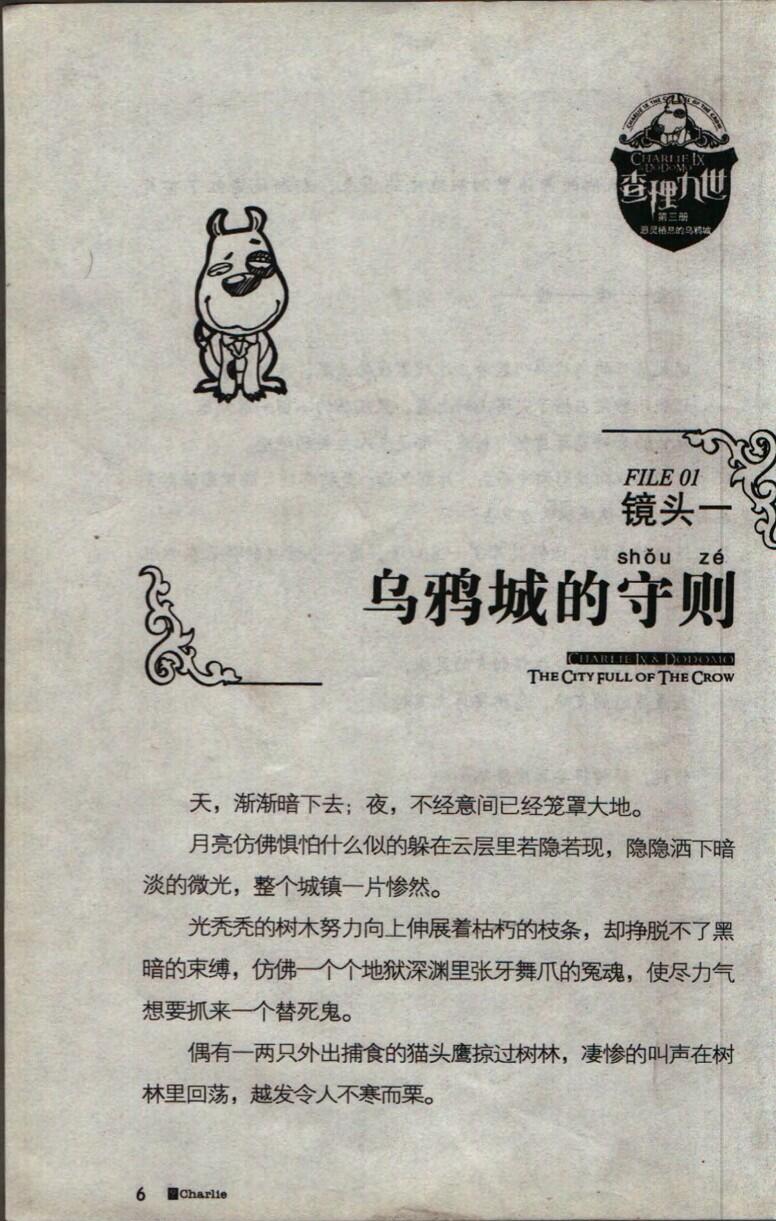 CHARLIE IX
DODOMO
查理九世
第三册
恶灵栖息的乌鸦城
FILE 01
镜头一
shǒu zé
乌鸦城的守则
CHARLIE IX & DODOMO
THE CITY FULL OF THE CROW
天，渐渐暗下去；夜，不经意间已经笼罩大地。
月亮仿佛惧怕什么似的躲在云层里若隐若现，隐隐洒下暗
淡的微光，整个城镇一片惨然。
光秃秃的树木努力向上伸展着枯朽的枝条，却挣脱不了黑
暗的束缚，仿佛一个个地狱深渊里张牙舞爪的冤魂，使尽力气
想要抓来一个替死鬼。
偶有一两只外出捕食的猫头鹰掠过树林，凄惨的叫声在树
林里回荡，越发令人不寒而栗。
6 Charlie